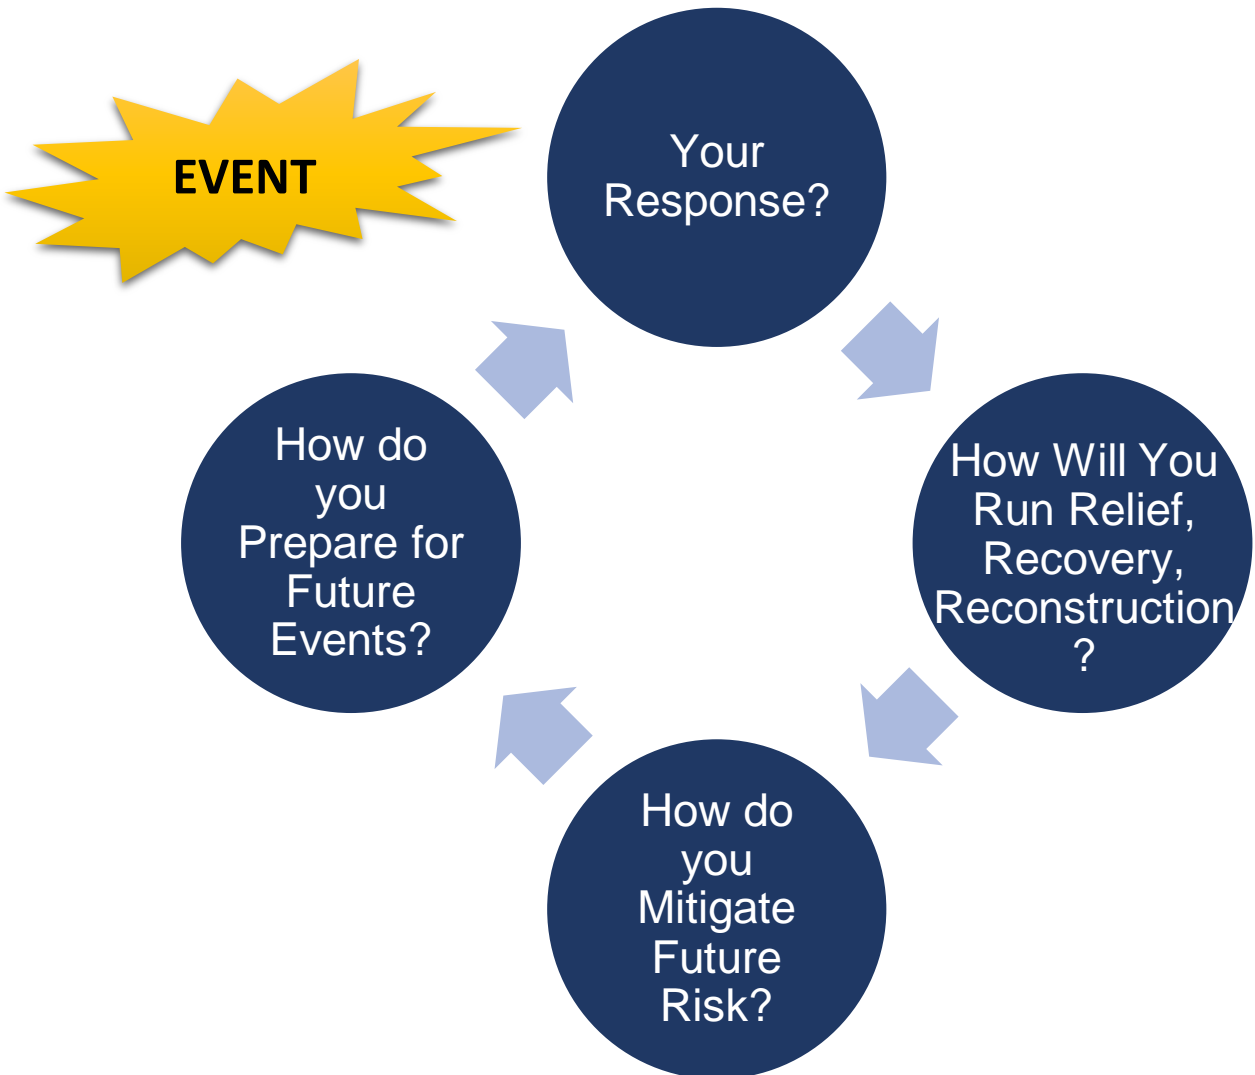 EVENT
Your
Response?
How Will You
Run Relief,
Recovery,
Reconstruction
?
How do
you
Mitigate
Future
Risk?
How do
you
Prepare for
Future
Events?